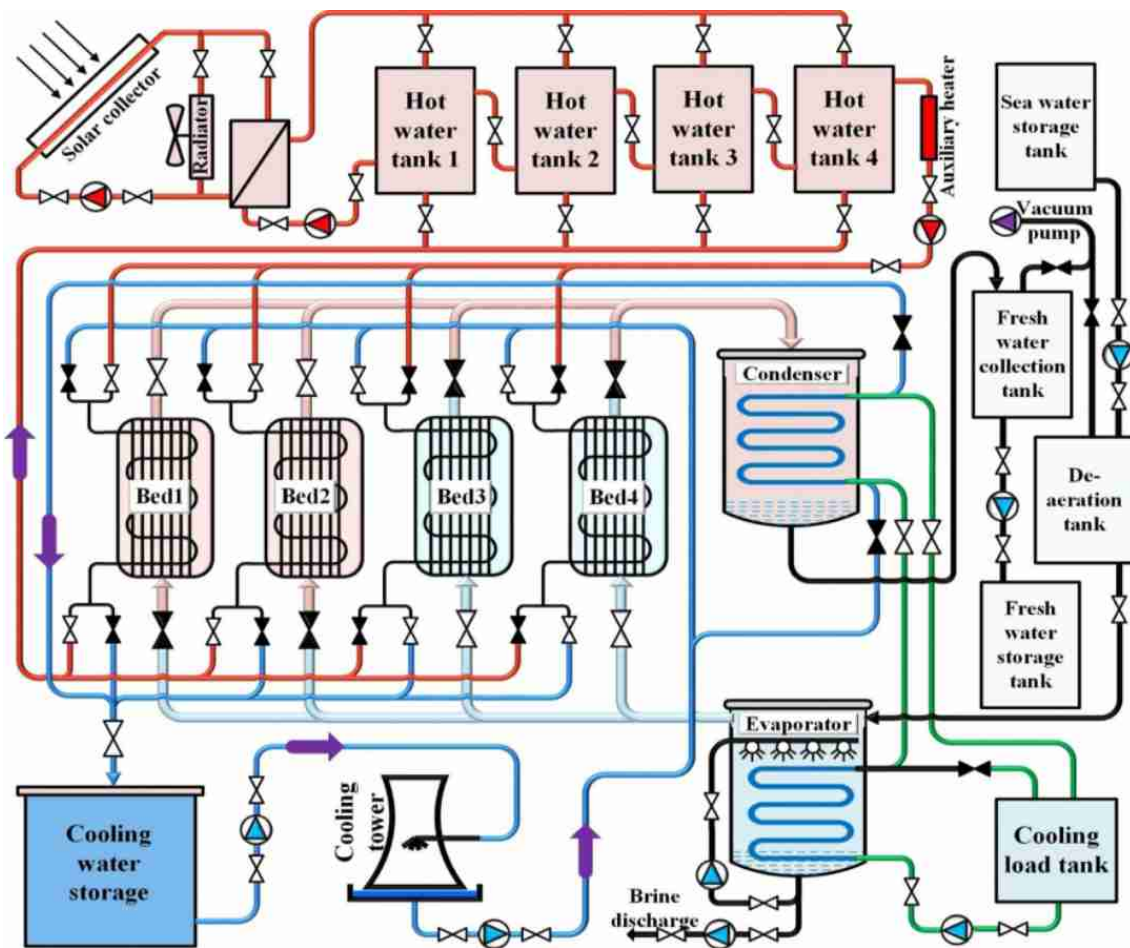 Solar collector
Radiator
Hot
water
tank 1
Hot
water
tank 2
Hot
water
tank 3
Hot
water
tank 4
Auxiliary heater
Sea water
storage
tank
Vacuum
pump
Fresh
water
collection
tank
De-
aeration
tank
Fresh
water
storage
tank
Condenser
Bed1
Bed2
Bed3
Bed4
Evaporator
Cooling
water
storage
Cooling
tower
Cooling
load tank
Brine
discharge